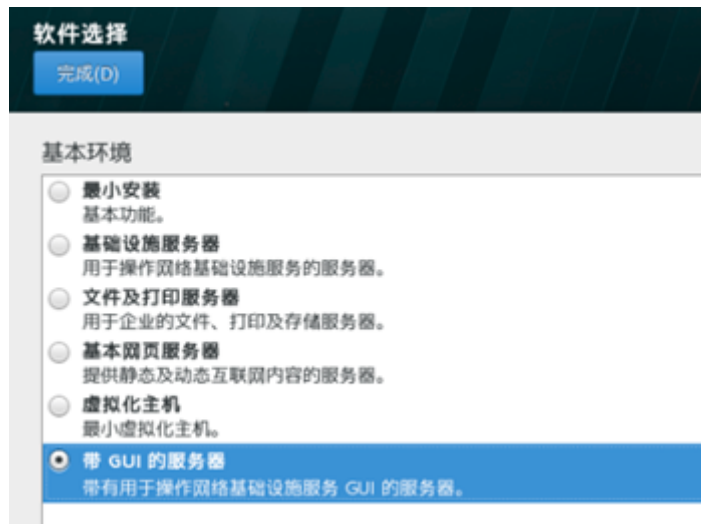 软件选择
完成(D)
基本环境
最小安装
基本功能。
基础设施服务器
用于操作网络基础设施服务的服务器。
文件及打印服务器
用于企业的文件、打印及存储服务器。
基本网页服务器
提供静态及动态互联网内容的服务器。
虚拟化主机
最小虚拟化主机。
带 GUI 的服务器
带有用于操作网络基础设施服务 GUI 的服务器。